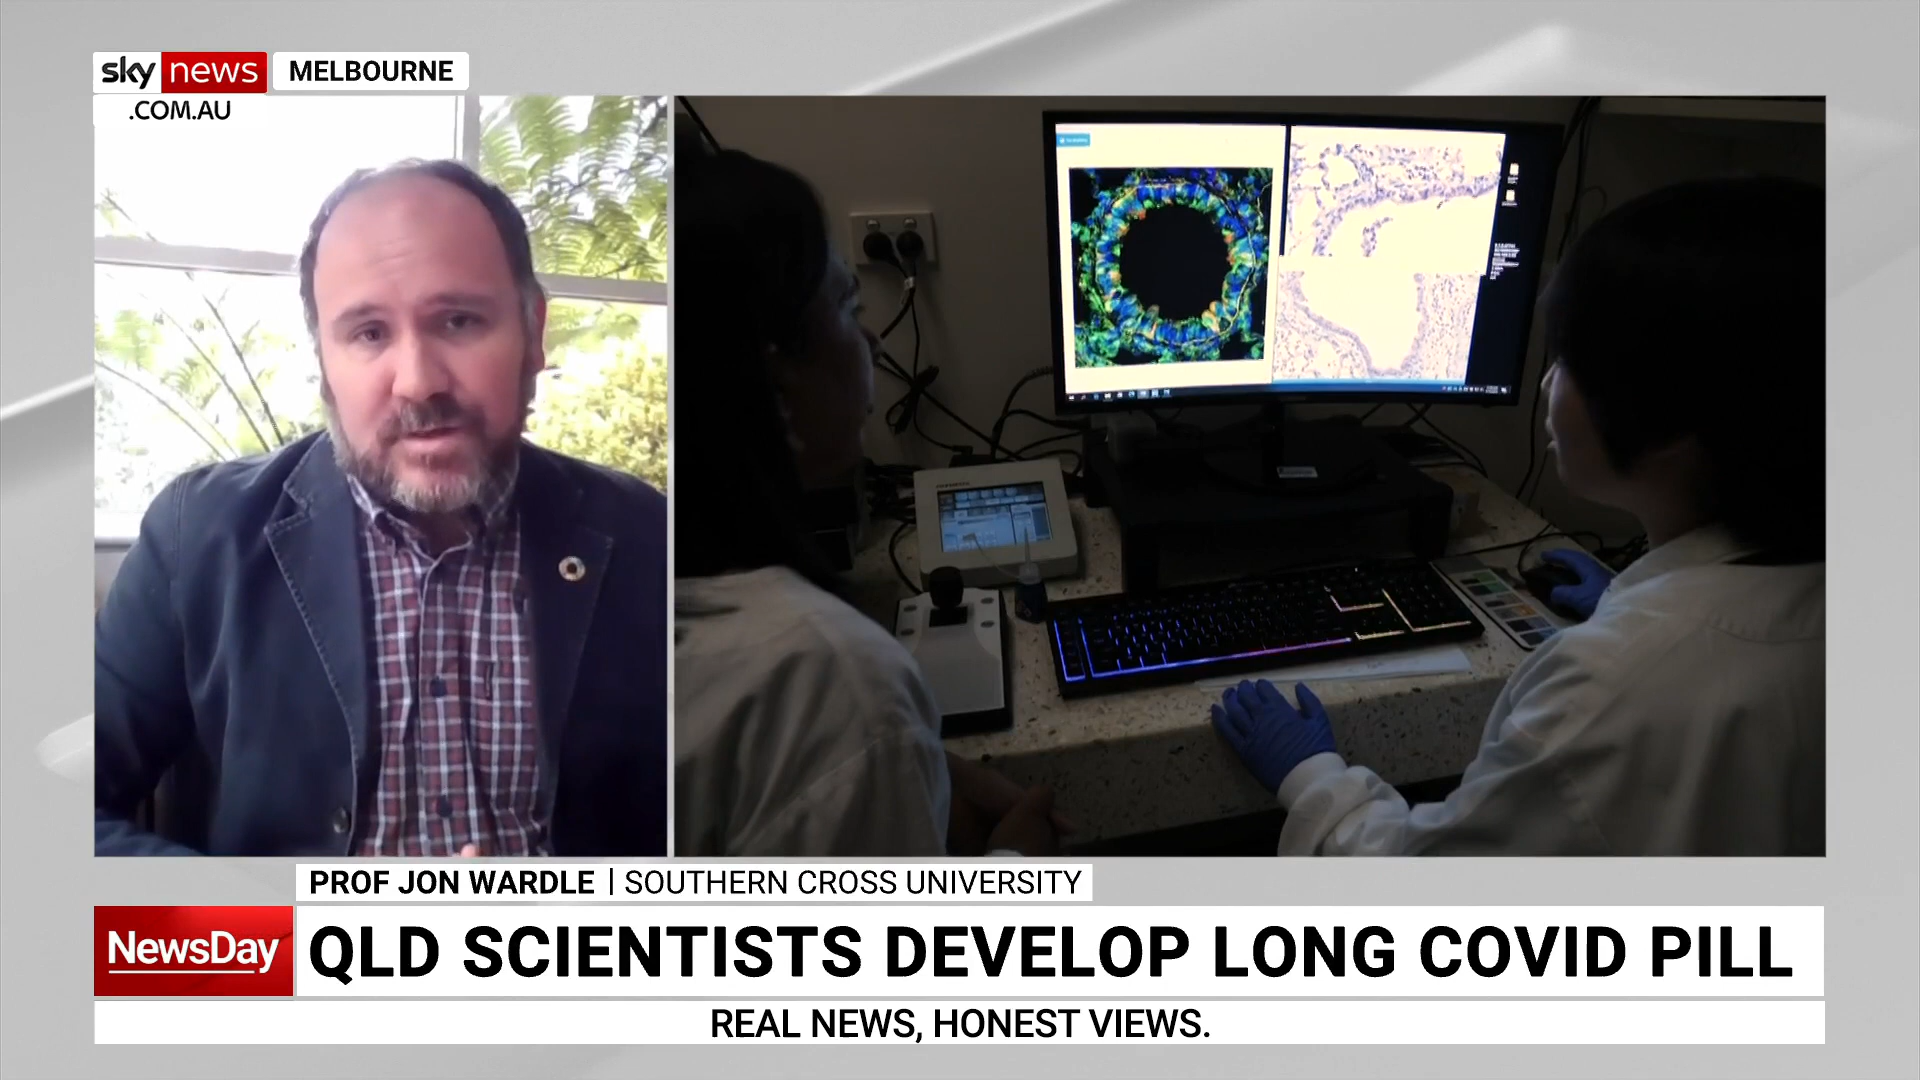 sky news MELBOURNE
.COM.AU
PROF JON WARDLE | SOUTHERN CROSS UNIVERSITY
NewsDay
QLD SCIENTISTS DEVELOP LONG COVID PILL
REAL NEWS, HONEST VIEWS.